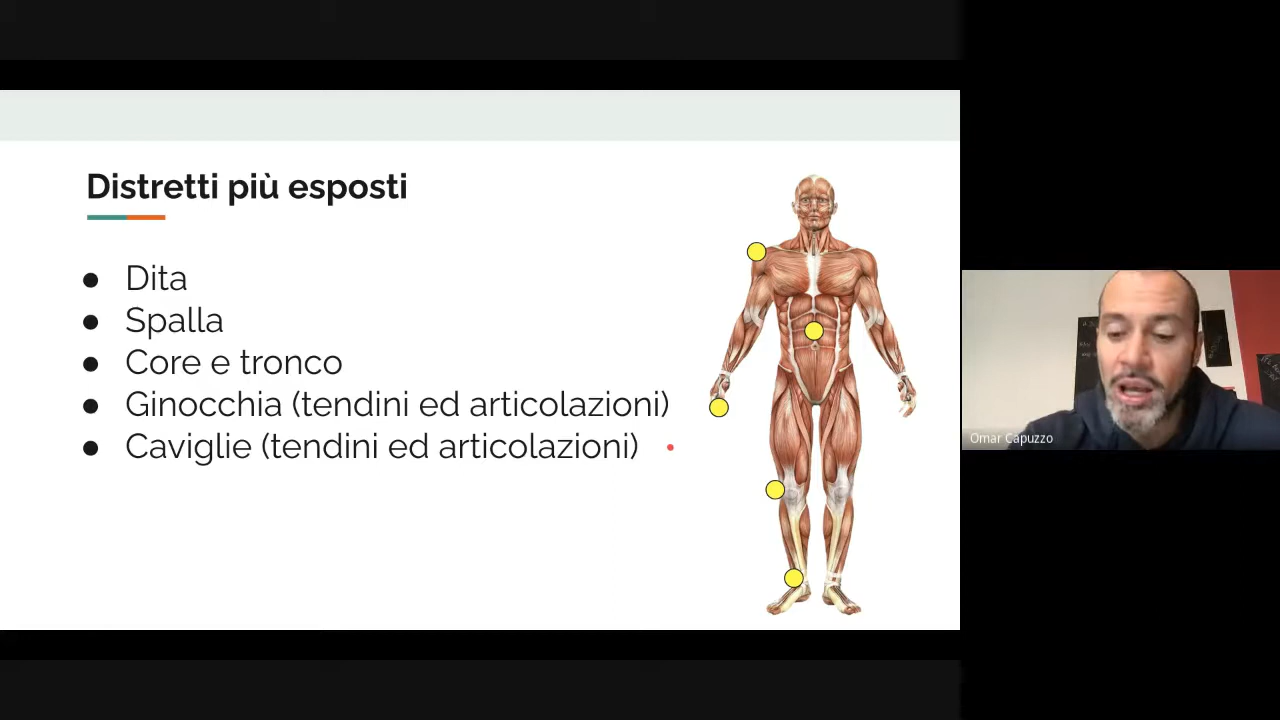 Distretti più esposti
● Dita
● Spalla
● Core e tronco
● Ginocchia (tendini ed articolazioni)
● Caviglie (tendini ed articolazioni)
Omar Capuzzo